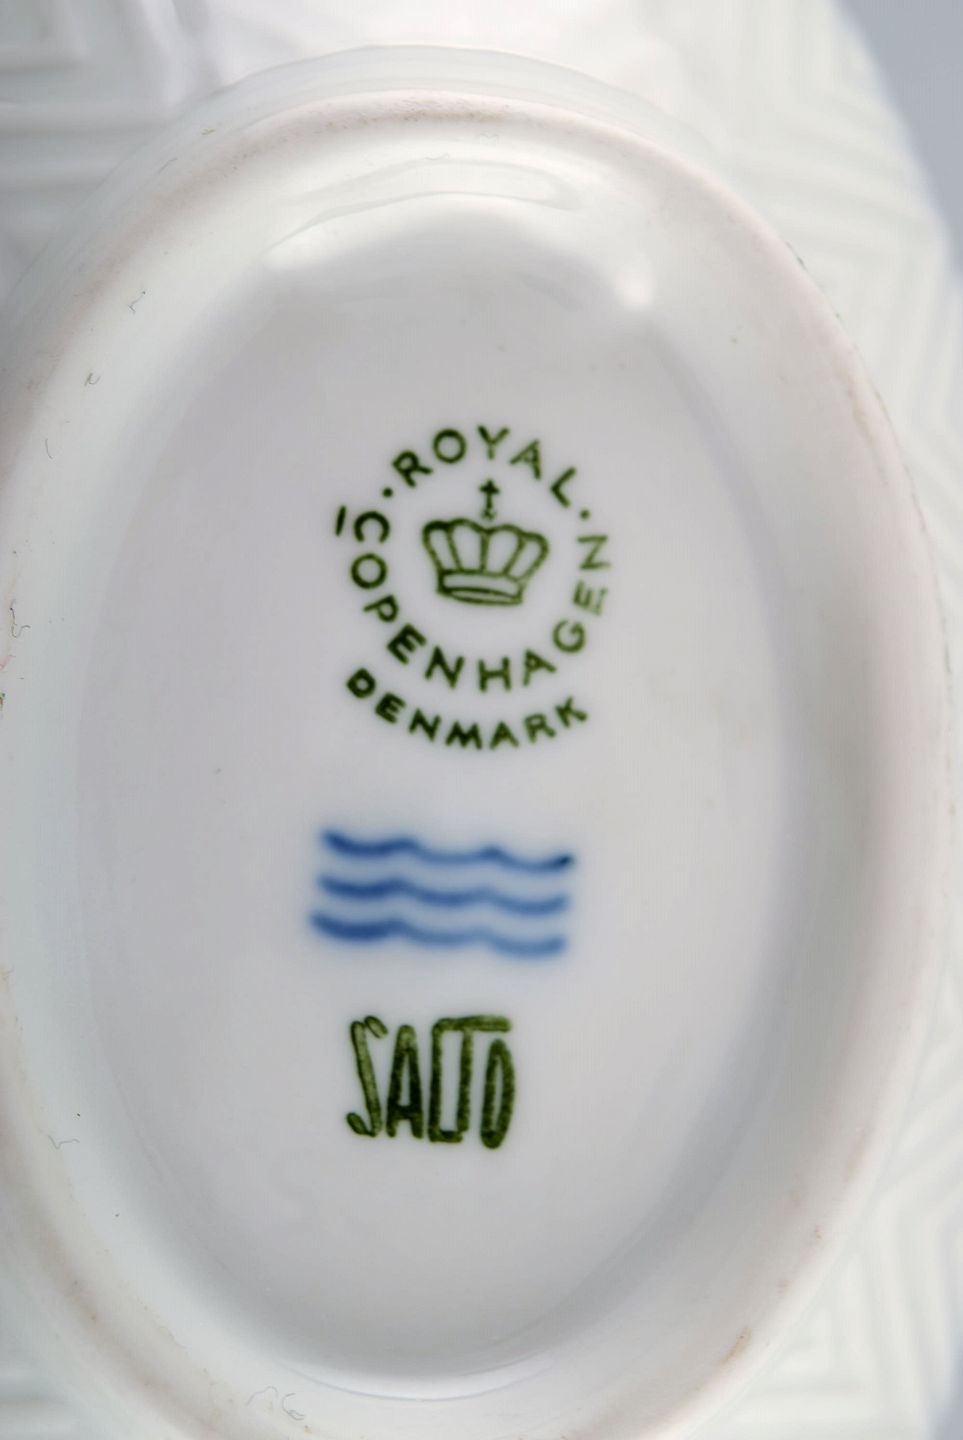 ROYAL
COPENHAGEN
DENMARK
SALTO